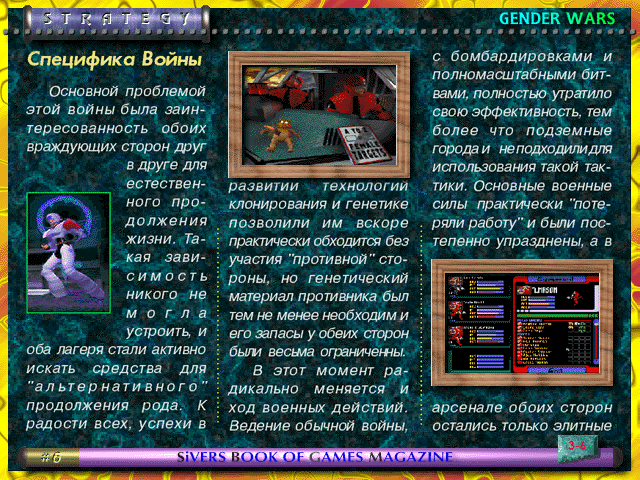 STRATEGY
GENDER WARS
Специфика Войны
Основной проблемой
этой войны была заин-
тересованность обоих
враждующих сторон друг
в друге для
естествен-
ного про-
должения
жизни. Та-
кая зави-
симость
никого не
могла
устроить, и
оба лагеря стали активно
искать средства для
"альтернативного"
продолжения рода. К
радости всех, успехи в
развитии технологий
клонирования и генетике
позволили им вскоре
практически обходится без
участия "противной" сто-
роны, но генетический
материал противника был
тем не менее необходим и
его запасы у обеих сторон
были весьма ограниченны.
В этот момент ра-
дикально меняется и
ход военных действий.
Ведение обычной войны,
с бомбардировками и
полномасштабными бит-
вами, полностью утратило
свою эффективность, тем
более что подземные
города и не подходили для
использования такой так-
тики. Основные военные
силы практически "поте-
ряли работу" и были пос-
тепенно упразднены, а в
арсенале обоих сторон
остались только элитные
#6
SiVERS BOOK OF GAMES MAGAZINE
3-6